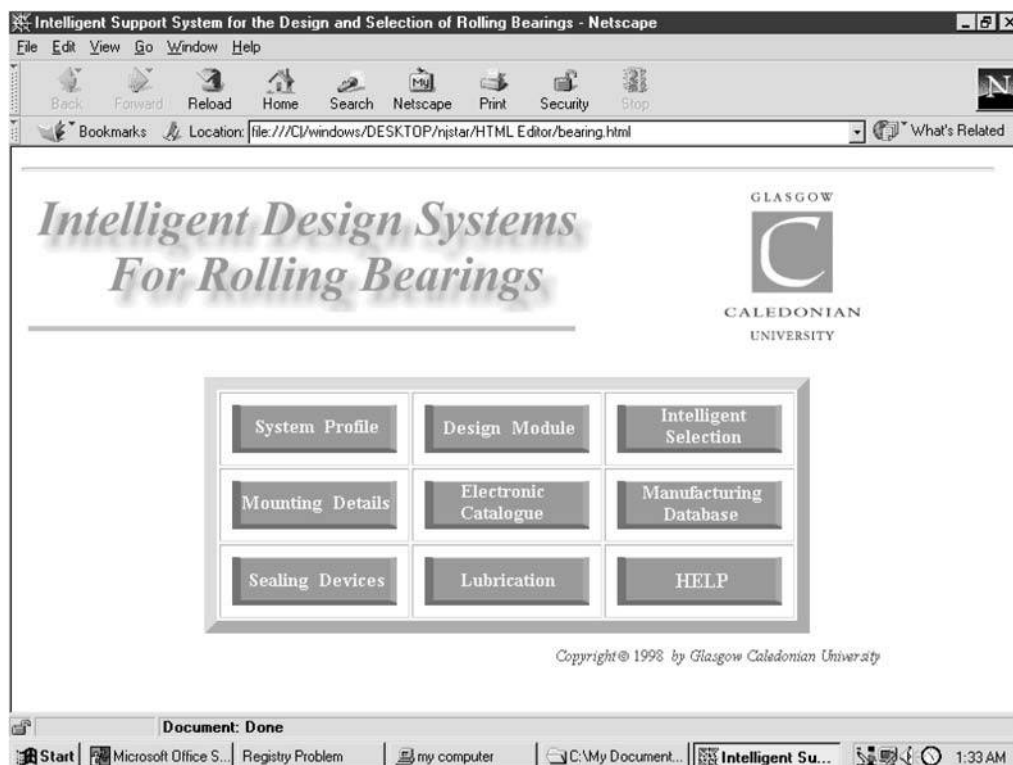 Intelligent Support System for the Design and Selection of Rolling Bearings - Netscape
File Edit View Go Window Help
Back Forward Reload Home Search Netscape Print Security Stop
My
N
Bookmarks Location: file:///C|/windows/DESKTOP/njstar/HTML Editor/bearing.html What's Related
Intelligent Design Systems
For Rolling Bearings
GLASGOW
C
CALEDONIAN
UNIVERSITY
System Profile
Design Module
Intelligent
Selection
Mounting Details
Electronic
Catalogue
Manufacturing
Database
Sealing Devices
Lubrication
HELP
Copyright © 1998 by Glasgow Caledonian University
Document: Done
Start Microsoft Office S... Registry Problem my computer C:\My Document... Intelligent Su... 1:33 AM